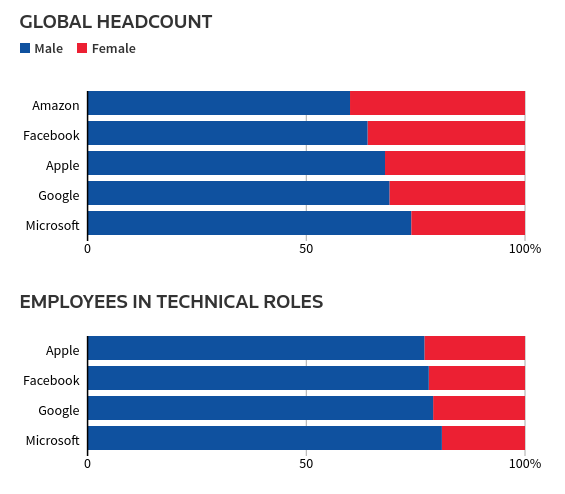 GLOBAL HEADCOUNT
Male Female
Amazon
Facebook
Apple
Google
Microsoft
0 50 100%
EMPLOYEES IN TECHNICAL ROLES
Apple
Facebook
Google
Microsoft
0 50 100%